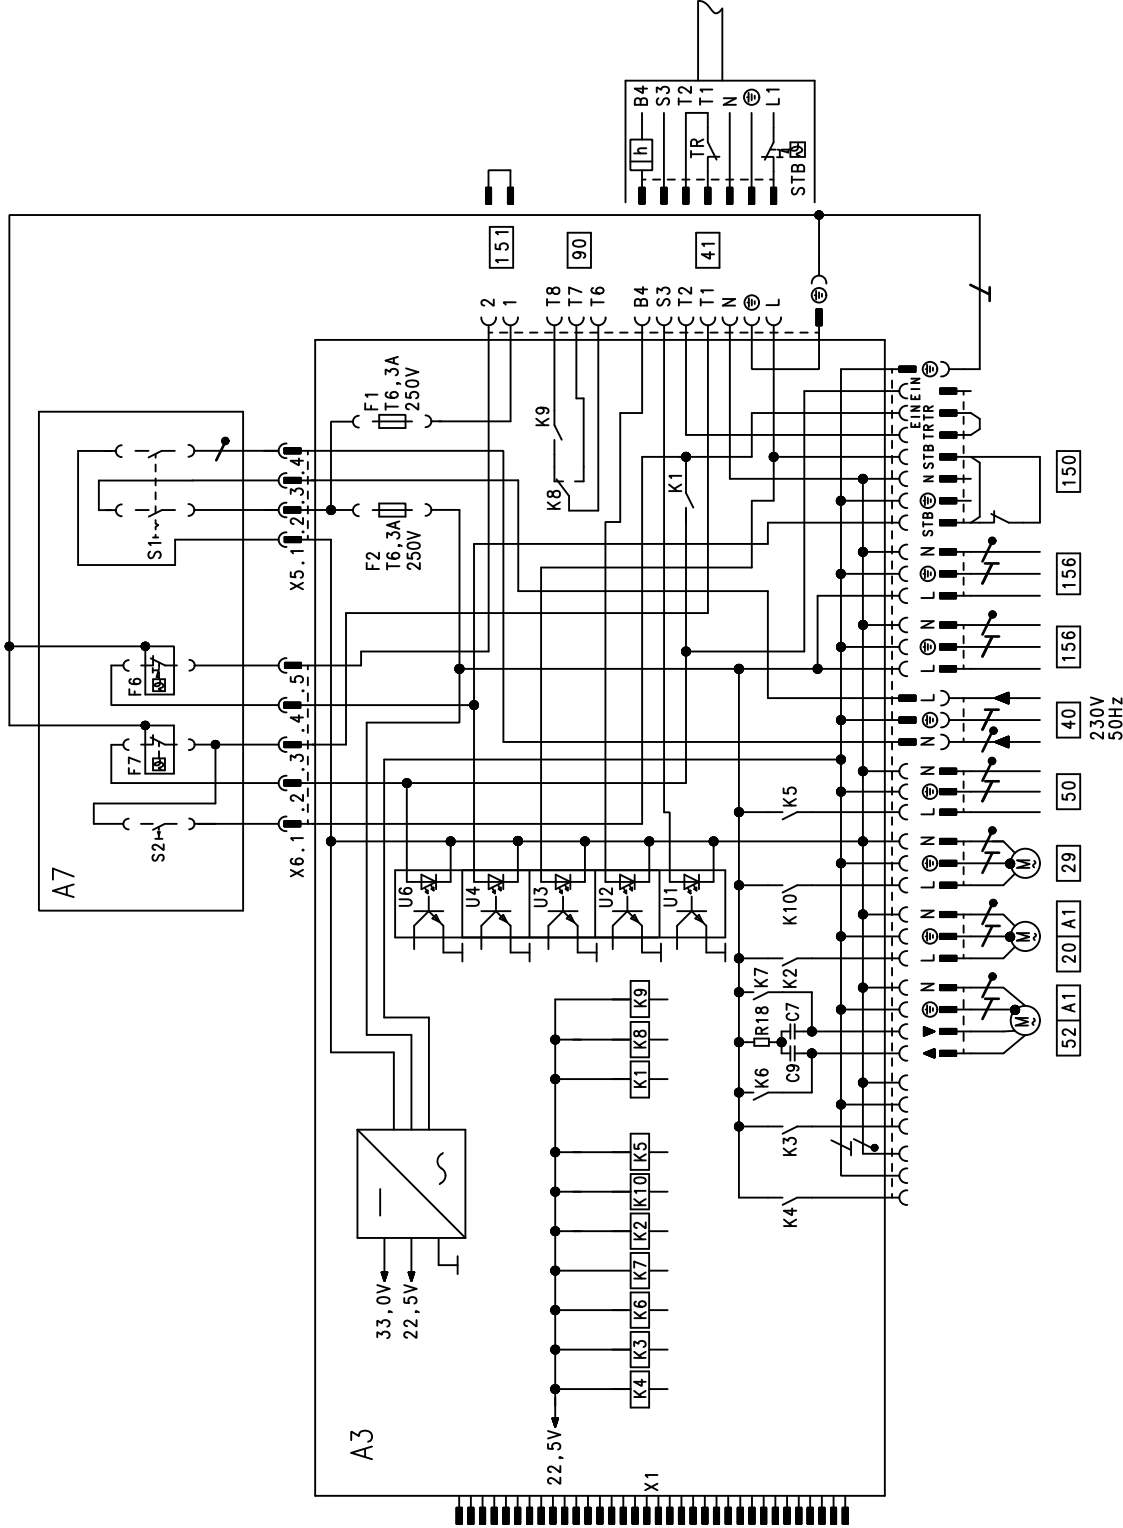 B4
S3
T2
T1
N
L1
h
TR
STB
151
90
41
2
1
T8
T7
T6
B4
S3
T2
T1
N
L
F1
T6,3A
250V
F2
T6,3A
250V
K9
K8
K1
EIN
EIN
TR
TR
STB
N
STB
150
N
L
156
N
L
156
L
N
40
230V
50Hz
N
L
50
N
L
M
~
29
N
L
M
~
20 A1
N
M
~
52 A1
S1
X5.1 .2 .3 .4
F6
F7
S2
X6.1 .2 .3 .4 .5
A7
U6
U4
U3
U2
U1
K5
K10
K2
K7
R18
C7
C9
K6
K3
K4
K9
K8
K1
K5
K10
K2
K7
K6
K3
K4
33,0V
22,5V
22,5V
A3
X1